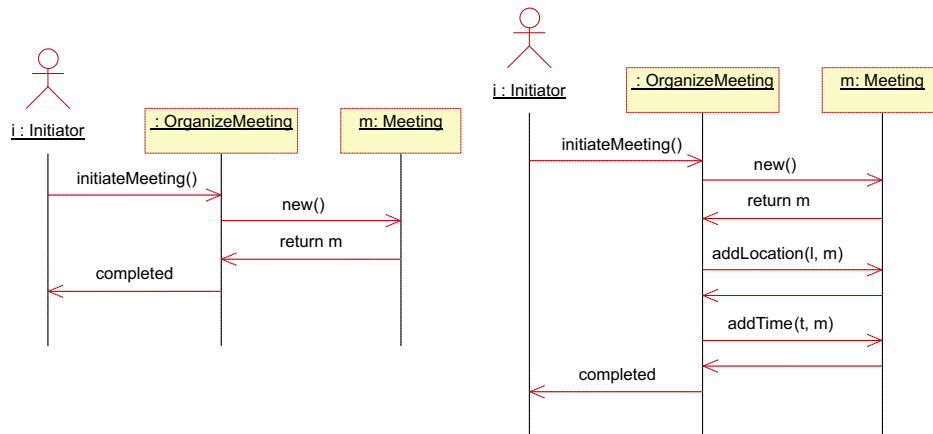 i : Initiator
: OrganizeMeeting
m: Meeting
initiateMeeting()
new()
return m
completed
i : Initiator
: OrganizeMeeting
m: Meeting
initiateMeeting()
new()
return m
addLocation(l, m)
addTime(t, m)
completed